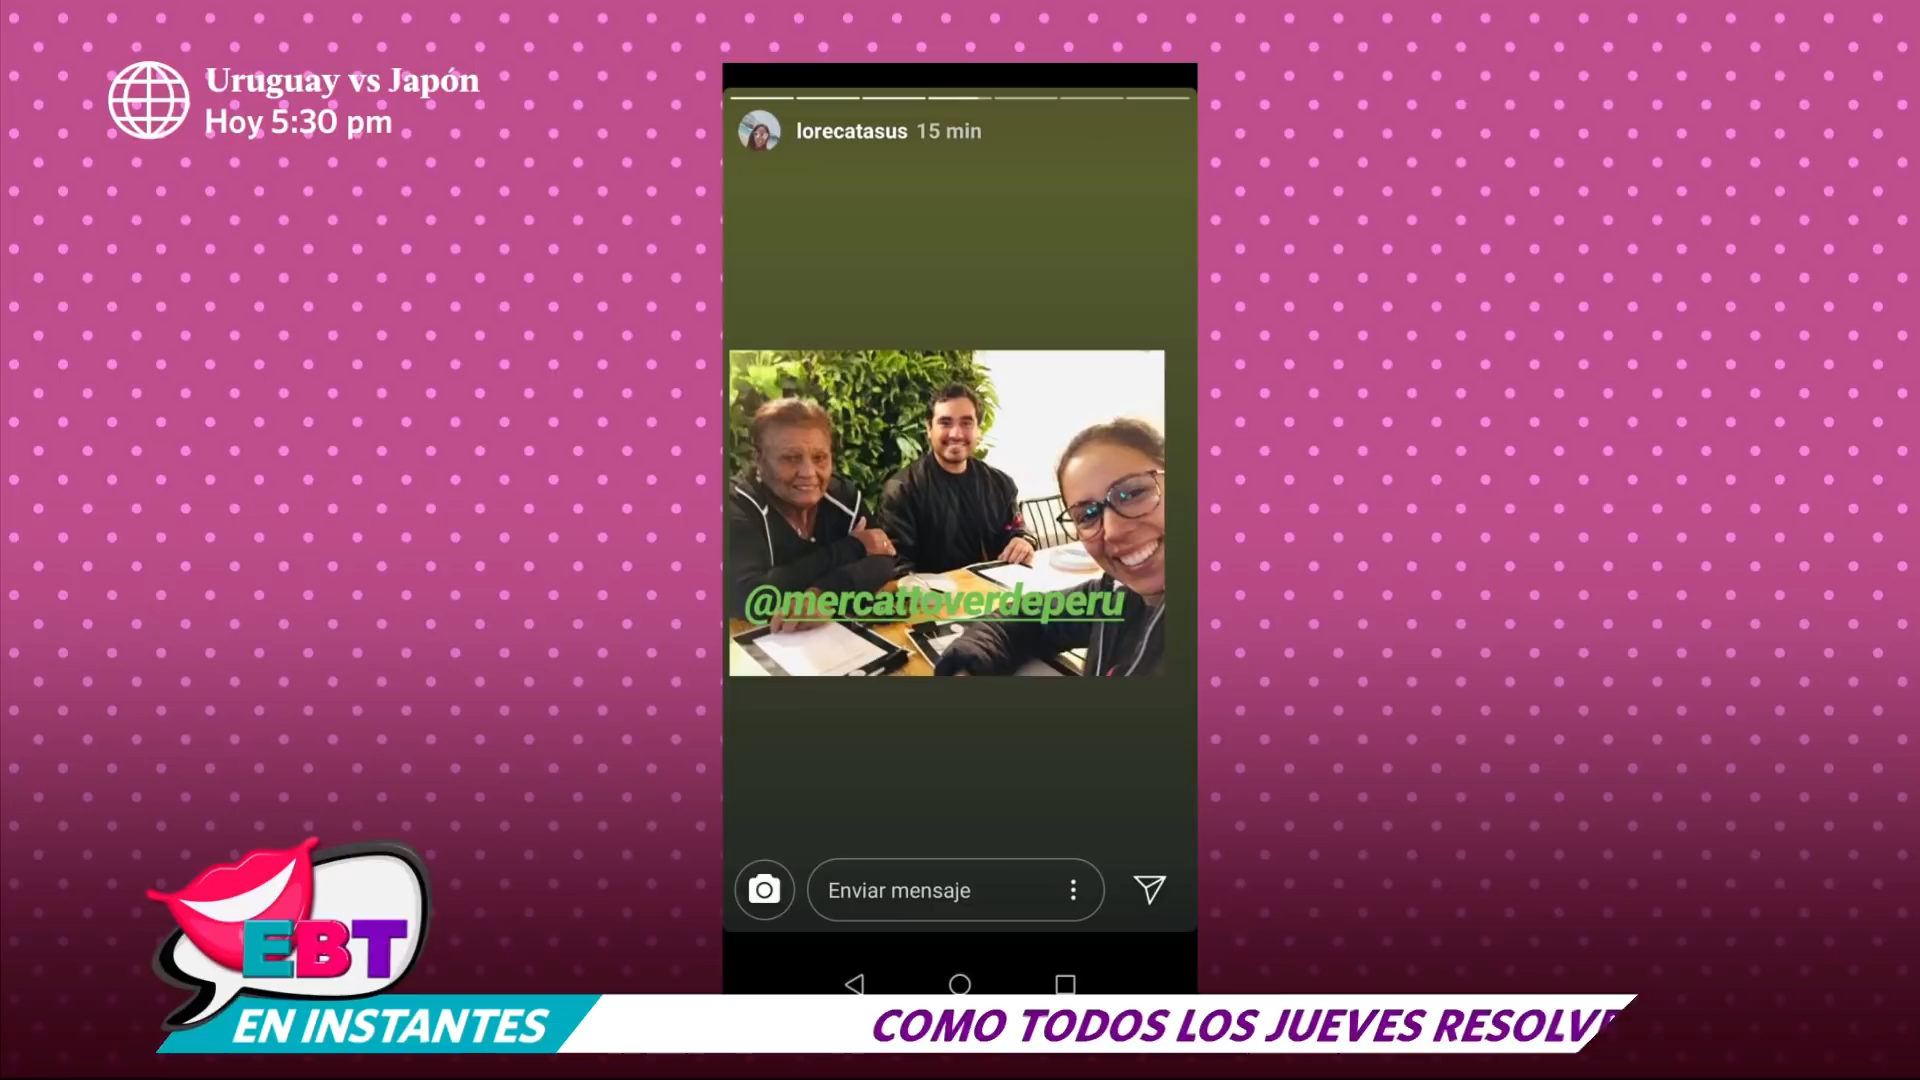 Uruguay vs Japón
Hoy 5:30 pm
lorecatasus 15 min
@mercattoverdeperu
Enviar mensaje
EBT
EN INSTANTES
COMO TODOS LOS JUEVES RESOLV